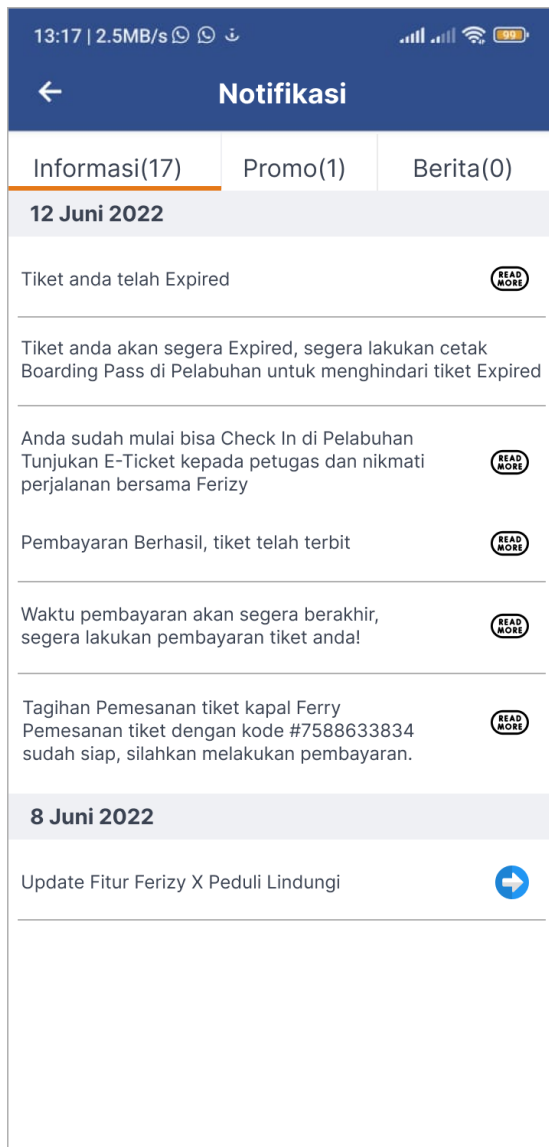 13:17 | 2.5MB/s
99
Notifikasi
Informasi(17)
Promo(1)
Berita(0)
12 Juni 2022
Tiket anda telah Expired
READ
MORE
Tiket anda akan segera Expired, segera lakukan cetak
Boarding Pass di Pelabuhan untuk menghindari tiket Expired
Anda sudah mulai bisa Check In di Pelabuhan
Tunjukan E-Ticket kepada petugas dan nikmati
perjalanan bersama Ferizy
READ
MORE
Pembayaran Berhasil, tiket telah terbit
READ
MORE
Waktu pembayaran akan segera berakhir,
segera lakukan pembayaran tiket anda!
READ
MORE
Tagihan Pemesanan tiket kapal Ferry
Pemesanan tiket dengan kode #7588633834
sudah siap, silahkan melakukan pembayaran.
READ
MORE
8 Juni 2022
Update Fitur Ferizy X Peduli Lindungi